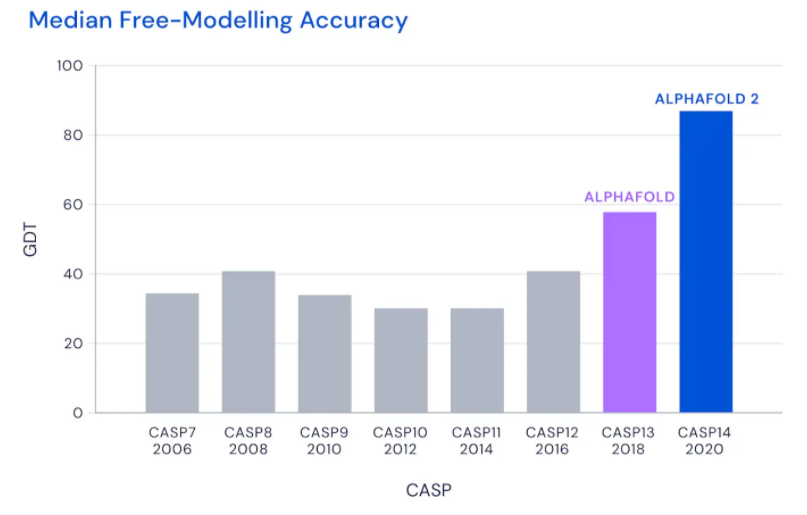 Median Free-Modelling Accuracy
100
80
60
40
20
0
GDT
ALPHAFOLD
ALPHAFOLD 2
CASP7
2006
CASP8
2008
CASP9
2010
CASP10
2012
CASP11
2014
CASP12
2016
CASP13
2018
CASP14
2020
CASP